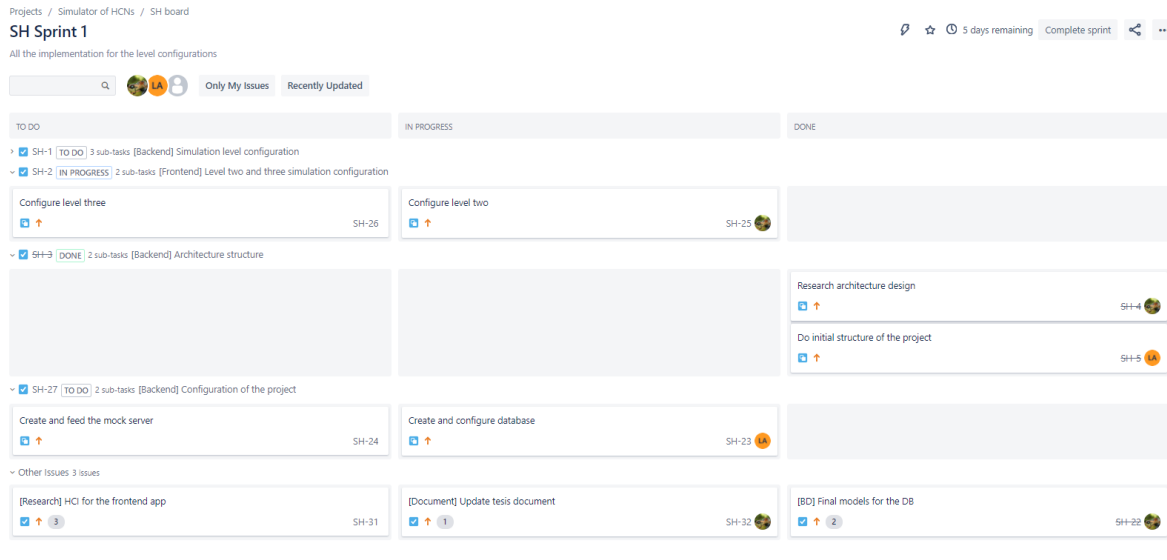 Projects / Simulator of HCNs / SH board
SH Sprint 1
5 days remaining Complete sprint
All the implementation for the level configurations
LA Only My Issues Recently Updated
TO DO IN PROGRESS DONE
SH-1 TO DO 3 sub-tasks [Backend] Simulation level configuration
SH-2 IN PROGRESS 2 sub-tasks [Frontend] Level two and three simulation configuration
Configure level three
SH-26
Configure level two
SH-25
SH-3 DONE 2 sub-tasks [Backend] Architecture structure
Research architecture design
SH-4
Do initial structure of the project
SH-5 LA
SH-27 TO DO 2 sub-tasks [Backend] Configuration of the project
Create and feed the mock server
SH-24
Create and configure database
SH-23 LA
Other Issues 3 issues
[Research] HCI for the frontend app
3 SH-31
[Document] Update tesis document
1 SH-32
[BD] Final models for the DB
2 SH-22